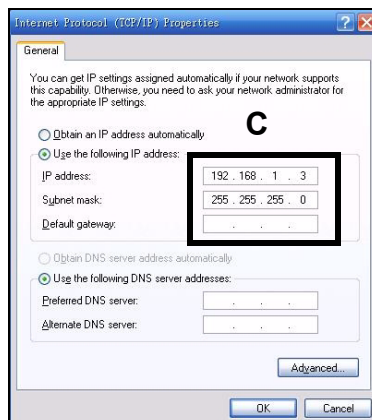 Internet Protocol (TCP/IP) Properties
General
You can get IP settings assigned automatically if your network supports
this capability. Otherwise, you need to ask your network administrator for
the appropriate IP settings.
Obtain an IP address automatically
C
Use the following IP address:
IP address: 192 . 168 . 1 . 3
Subnet mask: 255 . 255 . 255 . 0
Default gateway: . . .
Obtain DNS server address automatically
Use the following DNS server addresses:
Preferred DNS server: . . .
Alternate DNS server: . . .
Advanced...
OK Cancel